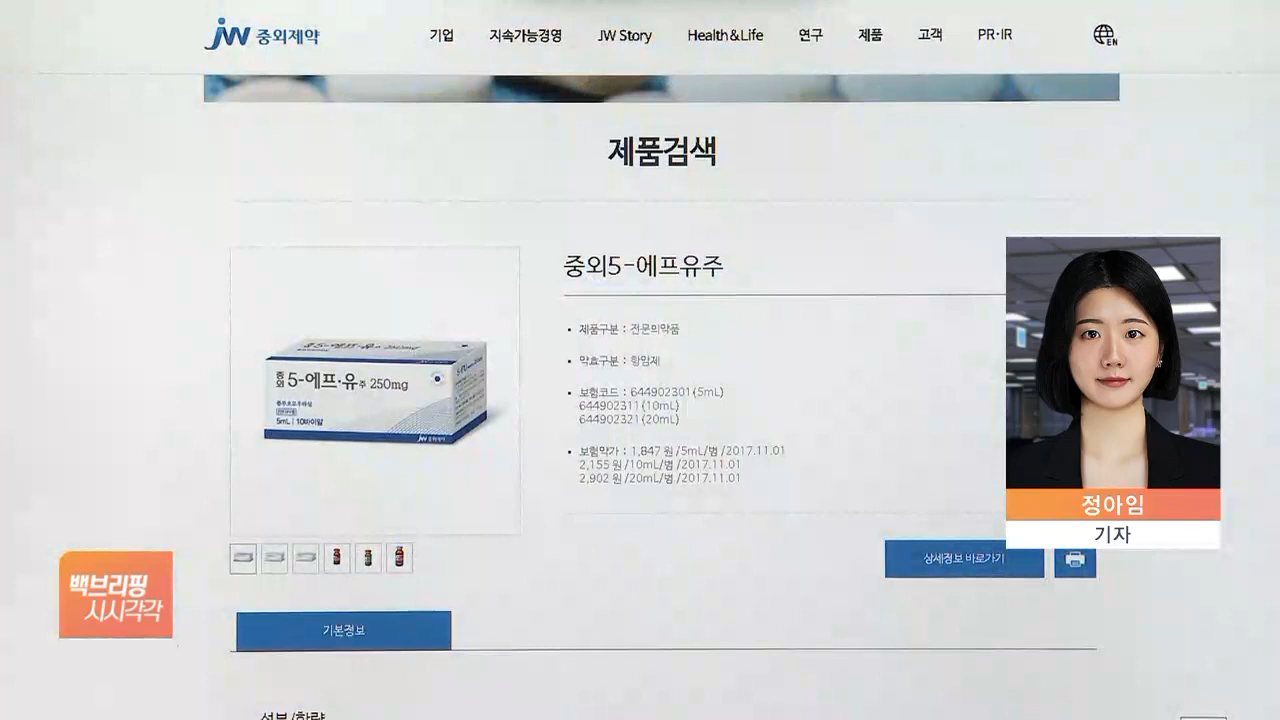 JW 중외제약
기업 지속가능경영 JW Story Health&Life 연구 제품 고객 PR·IR
EN
제품검색
중외5-에프유주
• 제품구분 : 전문의약품
• 약효구분 : 항암제
• 보험코드 : 644902301 (5mL)
644902311 (10mL)
644902321 (20mL)
• 보험약가 : 1,847 원 /5mL/병 /2017.11.01
2,155 원 /10mL/병 /2017.11.01
2,902 원 /20mL/병 /2017.11.01
중외 5-에프·유주 250mg
5mL | 10바이알
JW 중외제약
정아임
기자
상세정보 바로가기
백브리핑
시시각각
기본정보
성분/함량